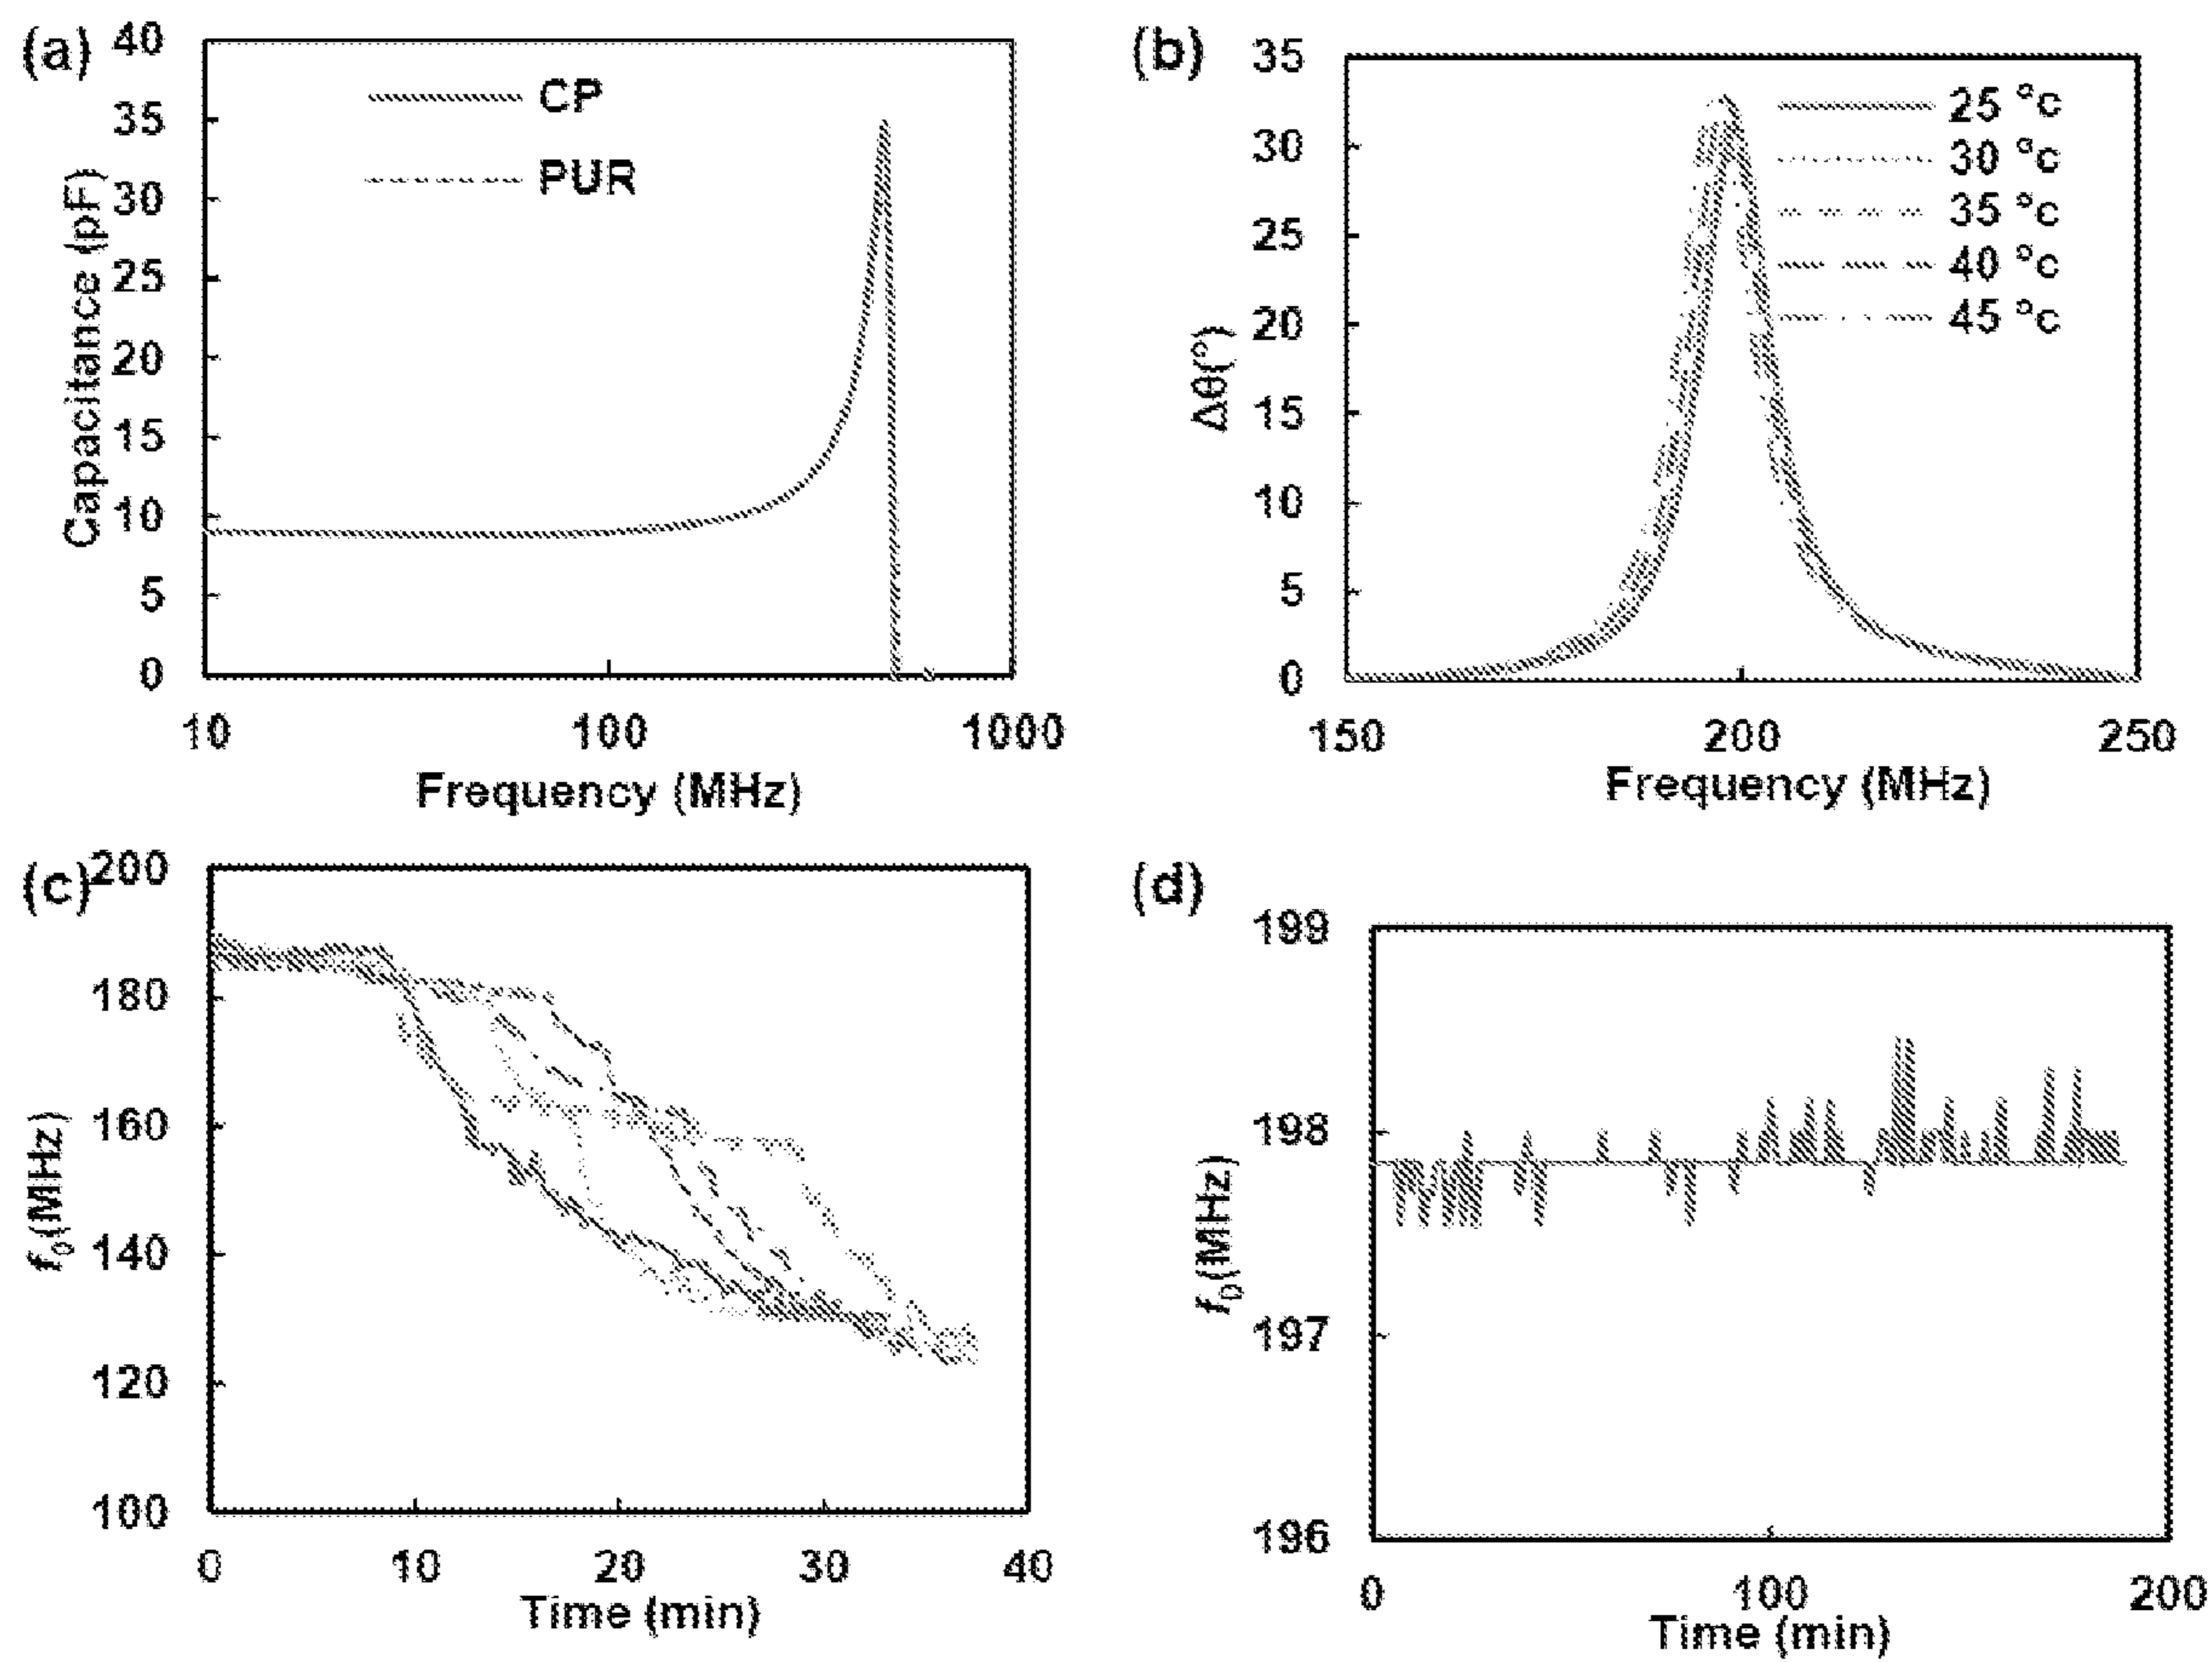 (a)
40
35
30
25
20
15
10
5
0
Capacitance (pF)
CP
PUR
10 100 1000
Frequency (MHz)
(b)
35
30
25
20
15
10
5
0
Δθ(°)
25 °c
30 °c
35 °c
40 °c
45 °c
150 200 250
Frequency (MHz)
(c)
200
180
160
140
120
100
f0(MHz)
0 10 20 30 40
Time (min)
(d)
199
198
197
196
f0(MHz)
0 100 200
Time (min)